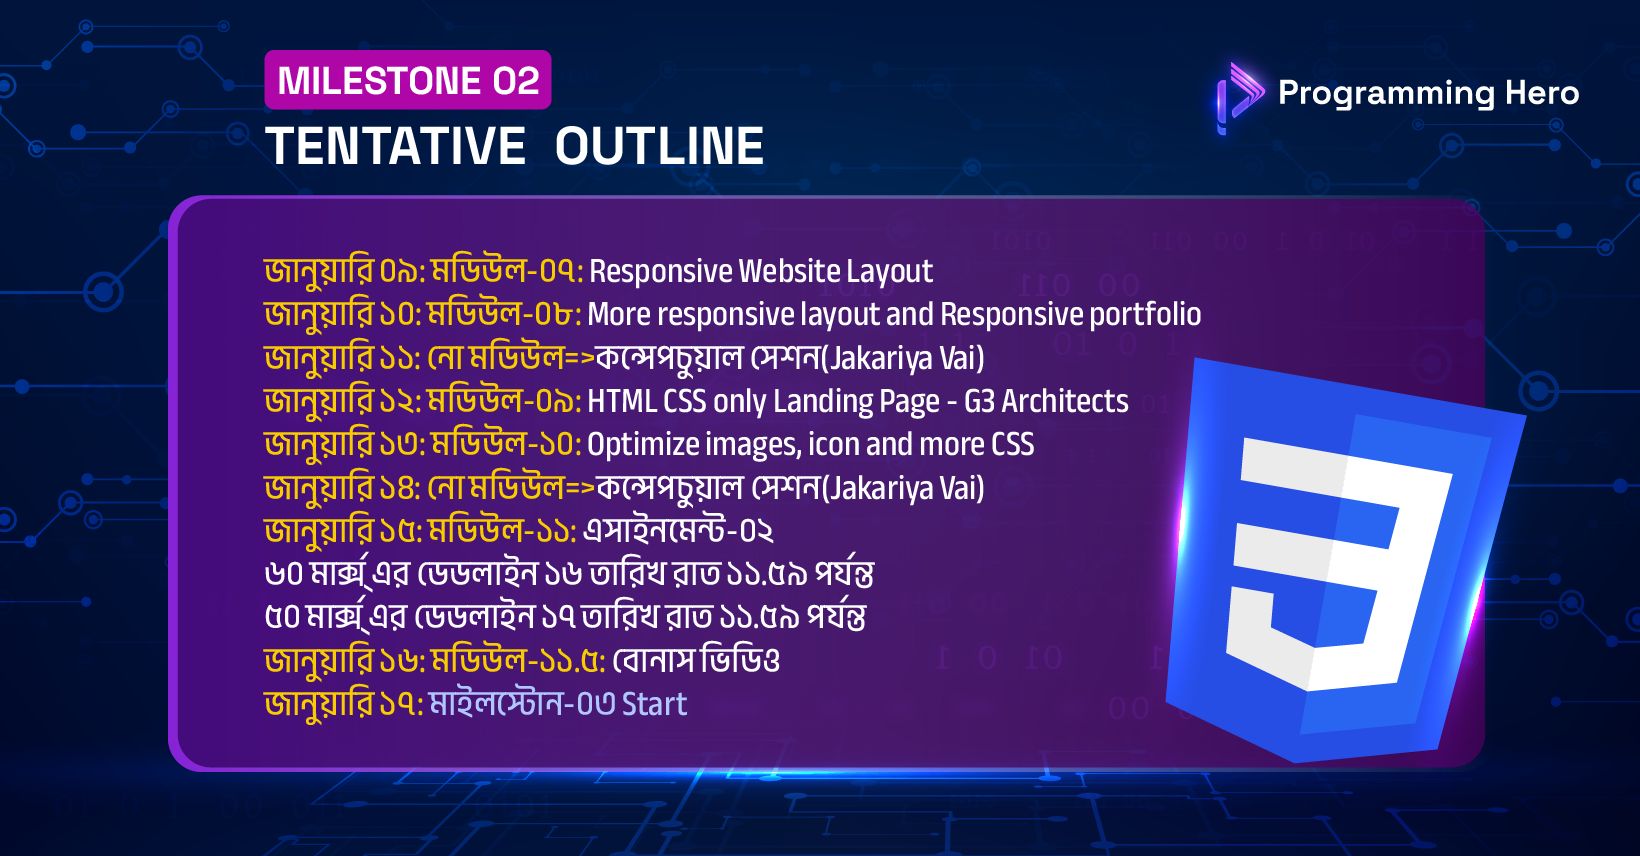 MILESTONE 02
TENTATIVE OUTLINE
Programming Hero
জানুয়ারি ০৯: মডিউল-০৭: Responsive Website Layout
জানুয়ারি ১০: মডিউল-০৮: More responsive layout and Responsive portfolio
জানুয়ারি ১১: নো মডিউল=>কন্সেপচুয়াল সেশন(Jakariya Vai)
জানুয়ারি ১২: মডিউল-০৯: HTML CSS only Landing Page - G3 Architects
জানুয়ারি ১৩: মডিউল-১০: Optimize images, icon and more CSS
জানুয়ারি ১৪: নো মডিউল=>কন্সেপচুয়াল সেশন(Jakariya Vai)
জানুয়ারি ১৫: মডিউল-১১: এসাইনমেন্ট-০২
৬০ মার্ক্স্ এর ডেডলাইন ১৬ তারিখ রাত ১১.৫৯ পর্যন্ত
৫০ মার্ক্স্ এর ডেডলাইন ১৭ তারিখ রাত ১১.৫৯ পর্যন্ত
জানুয়ারি ১৬: মডিউল-১১.৫: বোনাস ভিডিও
জানুয়ারি ১৭: মাইলস্টোন-০৩ Start